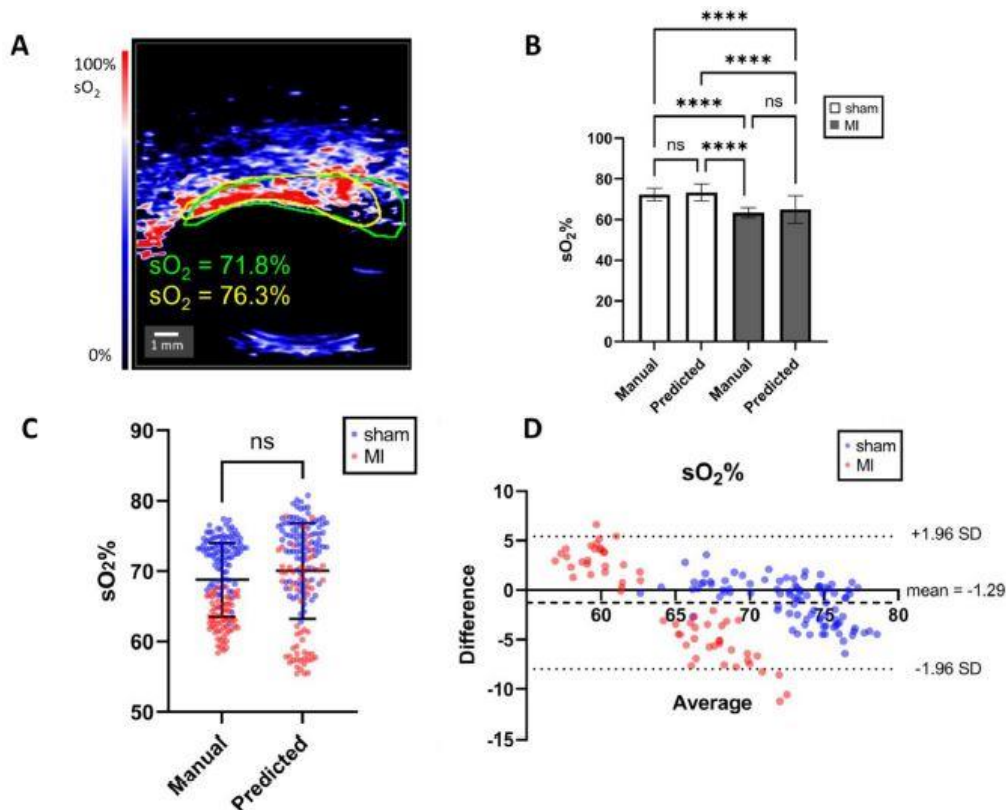 A
100%
sO₂
0%
sO₂ = 71.8%
sO₂ = 76.3%
1 mm
B
****
****
****
ns
ns
****
sham
MI
100
80
60
40
20
0
sO₂%
Manual
Predicted
Manual
Predicted
C
ns
sham
MI
90
80
70
60
50
sO₂%
Manual
Predicted
D
sO₂%
sham
MI
10
5
0
-5
-10
-15
Difference
60
65
70
75
80
Average
+1.96 SD
mean = -1.29
-1.96 SD